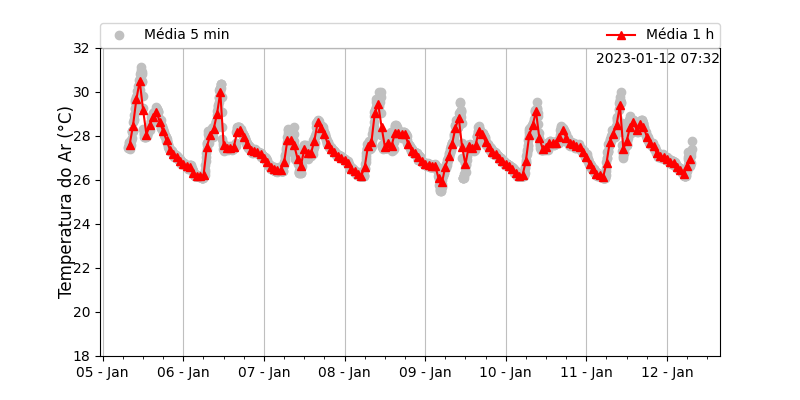 Média 5 min
Média 1 h
2023-01-12 07:32
Temperatura do Ar (°C)
32
30
28
26
24
22
20
18
05 - Jan
06 - Jan
07 - Jan
08 - Jan
09 - Jan
10 - Jan
11 - Jan
12 - Jan